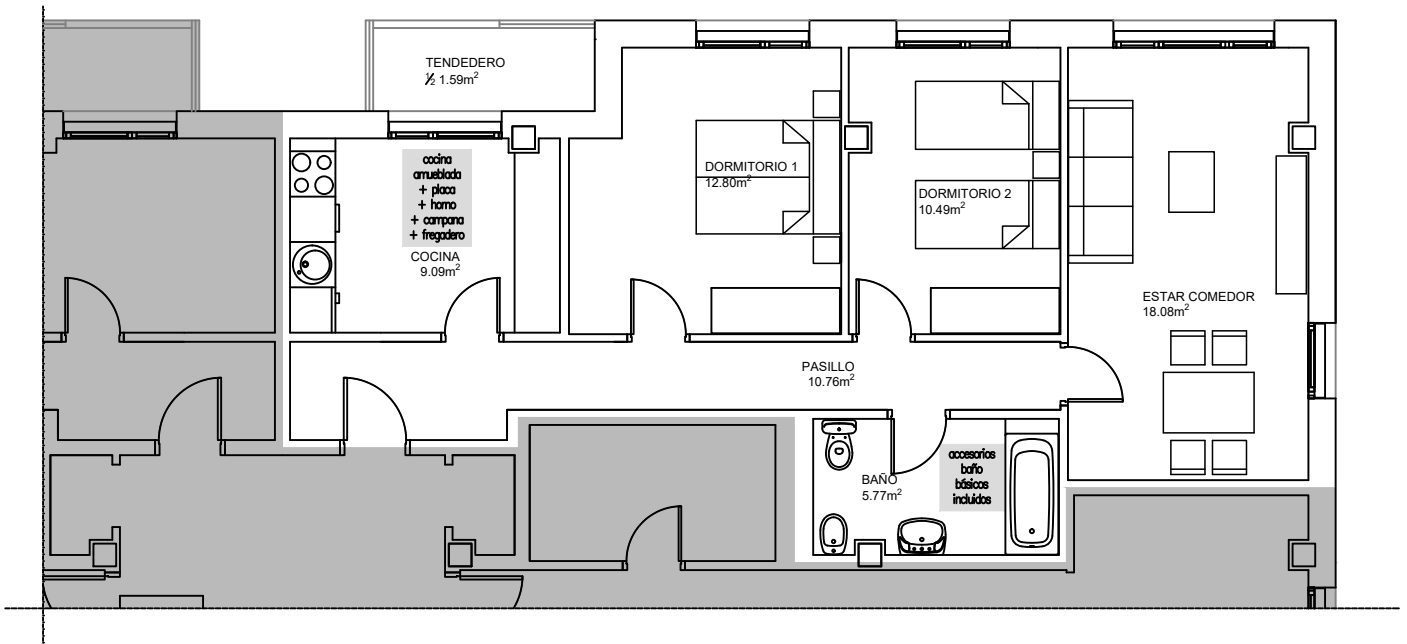 TENDEDERO
½ 1.59m²
cocina
amueblada
+ placa
+ horno
+ campana
+ fregadero
COCINA
9.09m²
DORMITORIO 1
12.80m²
DORMITORIO 2
10.49m²
ESTAR COMEDOR
18.08m²
PASILLO
10.76m²
BAÑO
5.77m²
accesorios
baño
básicos
incluidos